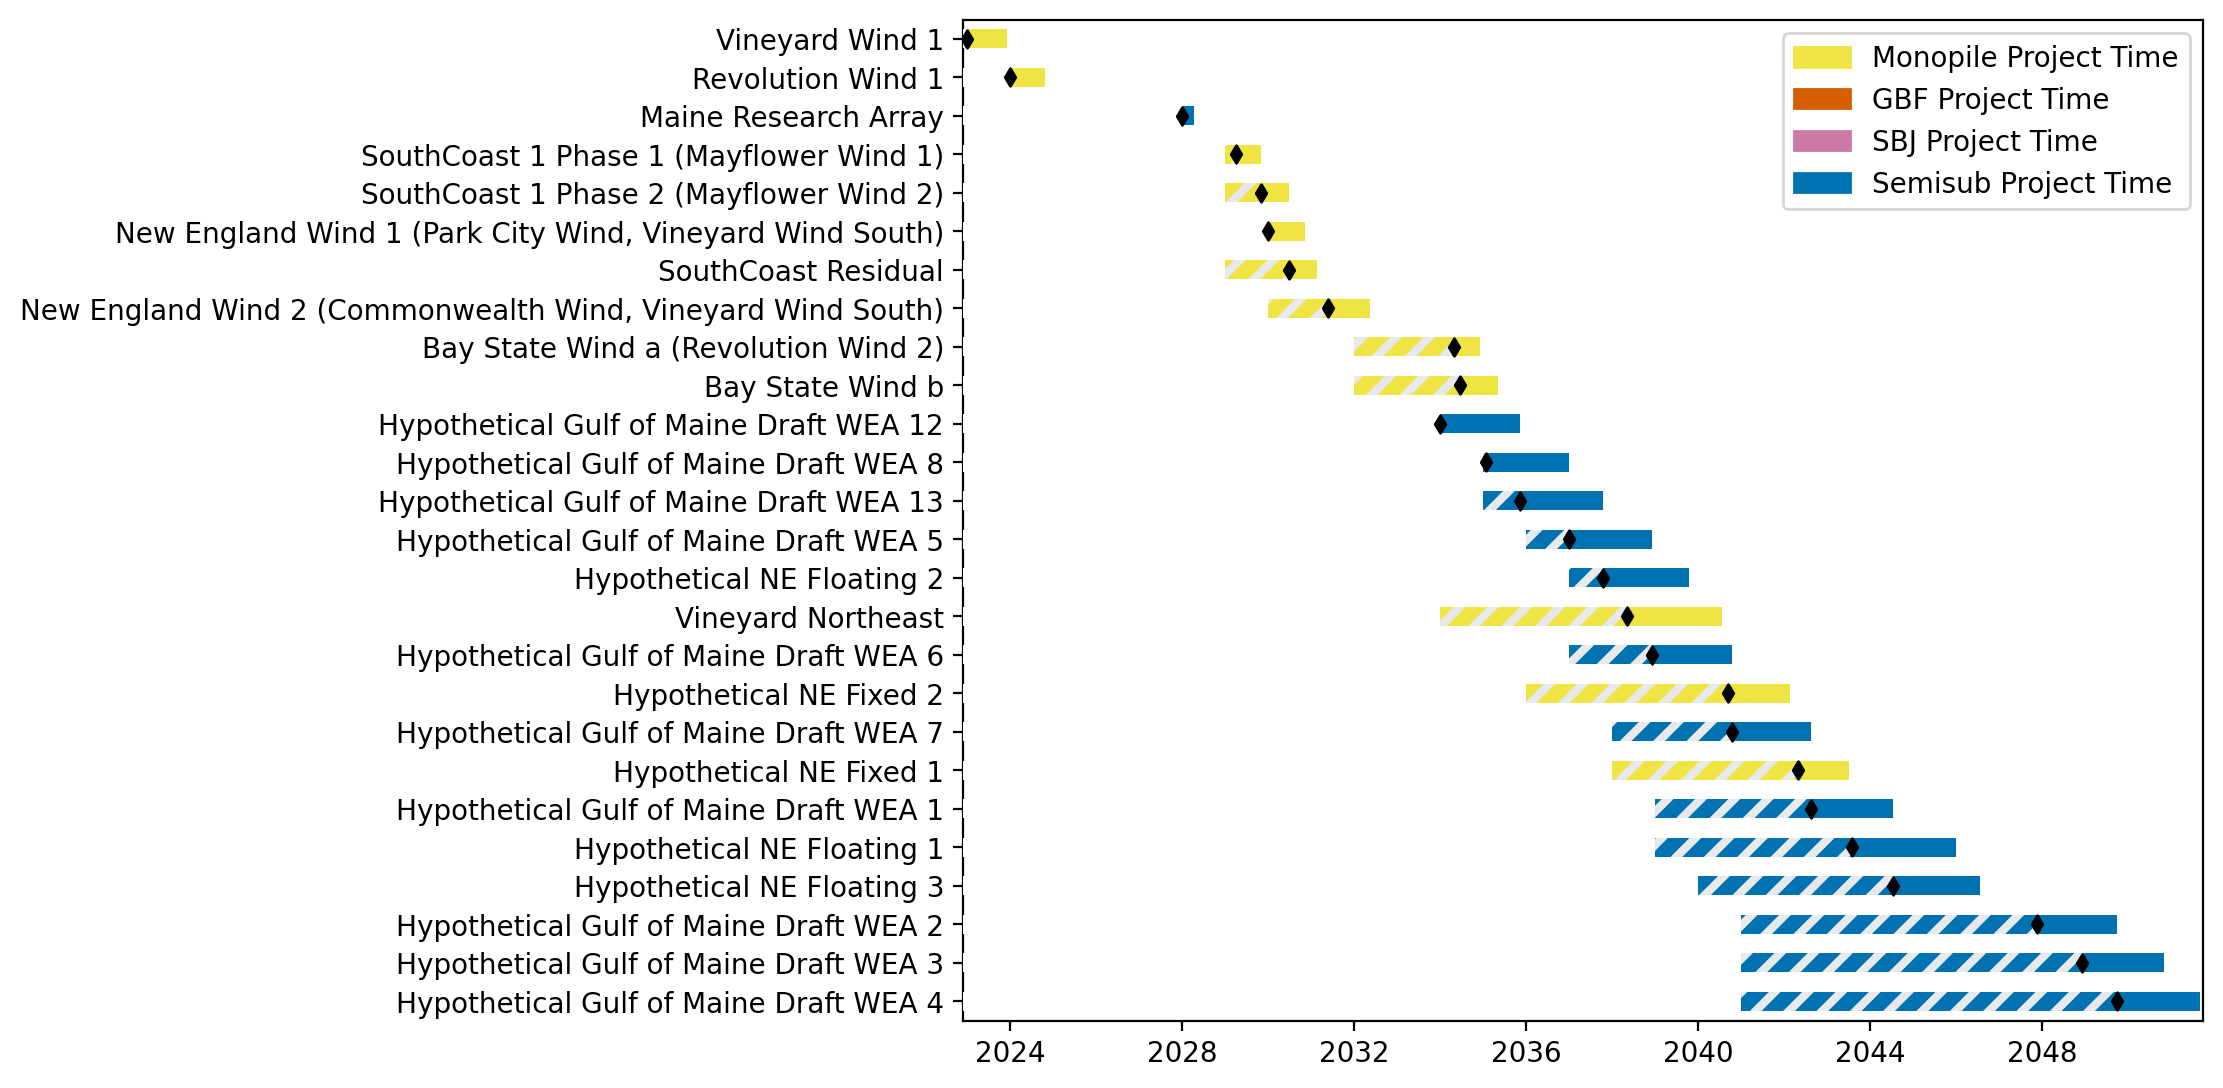 Vineyard Wind 1
Revolution Wind 1
Maine Research Array
SouthCoast 1 Phase 1 (Mayflower Wind 1)
SouthCoast 1 Phase 2 (Mayflower Wind 2)
New England Wind 1 (Park City Wind, Vineyard Wind South)
SouthCoast Residual
New England Wind 2 (Commonwealth Wind, Vineyard Wind South)
Bay State Wind a (Revolution Wind 2)
Bay State Wind b
Hypothetical Gulf of Maine Draft WEA 12
Hypothetical Gulf of Maine Draft WEA 8
Hypothetical Gulf of Maine Draft WEA 13
Hypothetical Gulf of Maine Draft WEA 5
Hypothetical NE Floating 2
Vineyard Northeast
Hypothetical Gulf of Maine Draft WEA 6
Hypothetical NE Fixed 2
Hypothetical Gulf of Maine Draft WEA 7
Hypothetical NE Fixed 1
Hypothetical Gulf of Maine Draft WEA 1
Hypothetical NE Floating 1
Hypothetical NE Floating 3
Hypothetical Gulf of Maine Draft WEA 2
Hypothetical Gulf of Maine Draft WEA 3
Hypothetical Gulf of Maine Draft WEA 4
Monopile Project Time
GBF Project Time
SBJ Project Time
Semisub Project Time
2024 2028 2032 2036 2040 2044 2048